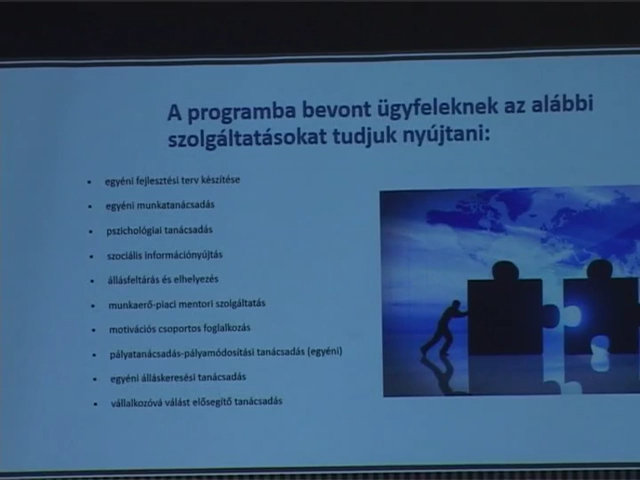 A programba bevont ügyfeleknek az alábbi
szolgáltatásokat tudjuk nyújtani:
• egyéni fejlesztési terv készítése
• egyéni munkatanácsadás
• pszichológiai tanácsadás
• szociális információnyújtás
• állásfeltárás és elhelyezés
• munkaerő-piaci mentori szolgáltatás
• motivációs csoportos foglalkozás
• pályatanácsadás-pályamódosítási tanácsadás (egyéni)
• egyéni álláskeresési tanácsadás
• vállalkozóvá válást elősegítő tanácsadás